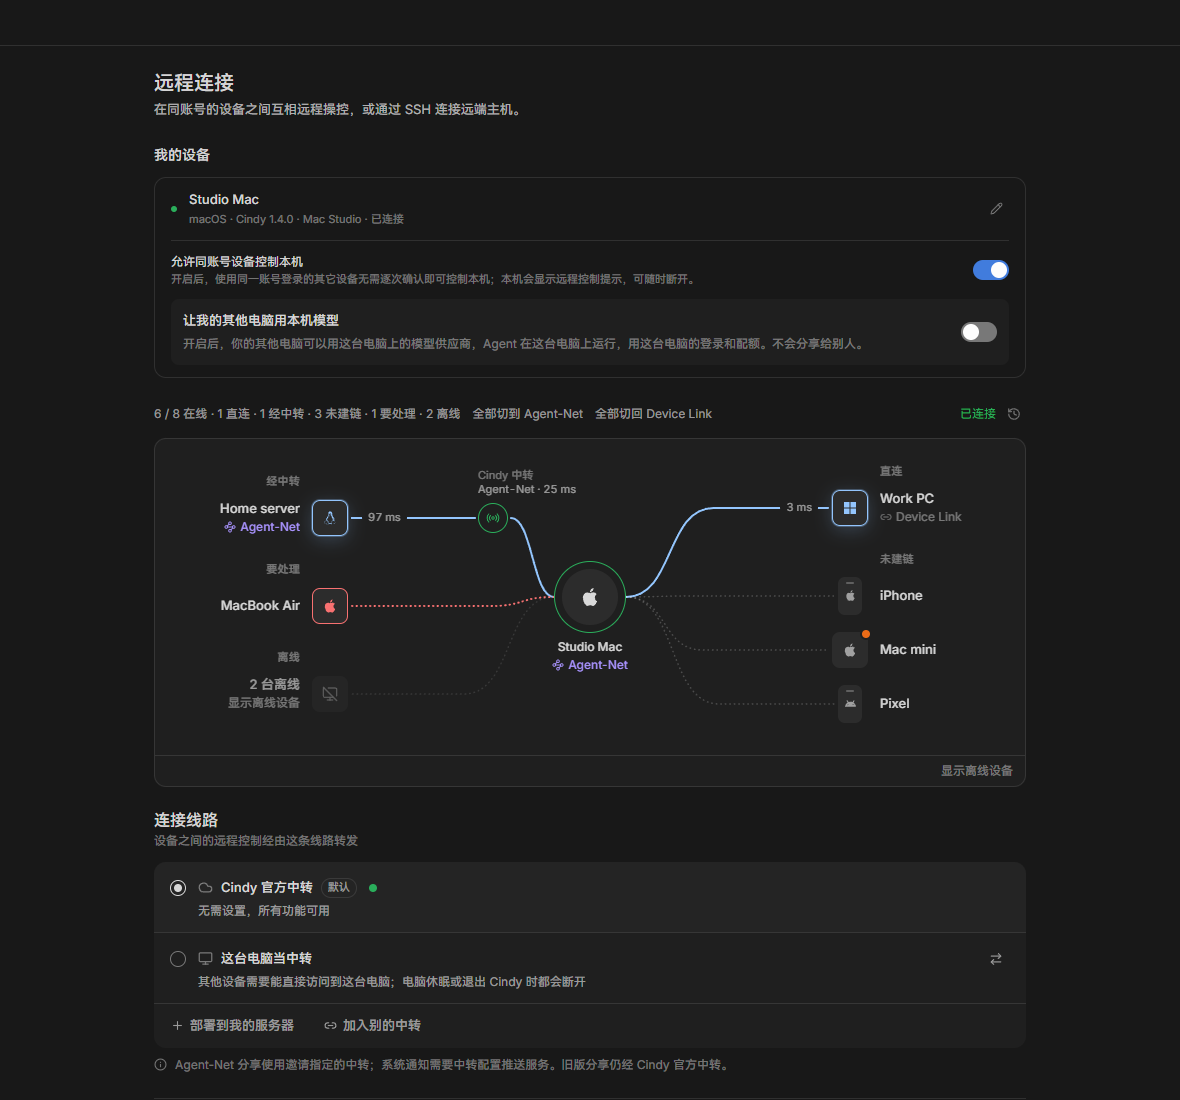 远程连接
在同账号的设备之间互相远程操控，或通过 SSH 连接远端主机。
我的设备
Studio Mac
macOS · Cindy 1.4.0 · Mac Studio · 已连接
允许同账号设备控制本机
开启后，使用同一账号登录的其它设备无需逐次确认即可控制本机；本机会显示远程控制提示，可随时断开。
让我的其他电脑用本机模型
开启后，你的其他电脑可以用这台电脑上的模型供应商，Agent 在这台电脑上运行，用这台电脑的登录和配额。不会分享给别人。
6 / 8 在线 · 1 直连 · 1 经中转 · 3 未建链 · 1 要处理 · 2 离线 全部切到 Agent-Net 全部切回 Device Link 已连接
经中转
Home server
Agent-Net
97 ms
Cindy 中转
Agent-Net · 25 ms
要处理
MacBook Air
离线
2 台离线
显示离线设备
Studio Mac
Agent-Net
3 ms
直连
Work PC
Device Link
未建链
iPhone
Mac mini
Pixel
显示离线设备
连接线路
设备之间的远程控制经由这条线路转发
Cindy 官方中转 默认
无需设置，所有功能可用
这台电脑当中转
其他设备需要能直接访问到这台电脑；电脑休眠或退出 Cindy 时都会断开
部署到我的服务器 加入别的中转
Agent-Net 分享使用邀请指定的中转；系统通知需要中转配置推送服务。旧版分享仍经 Cindy 官方中转。